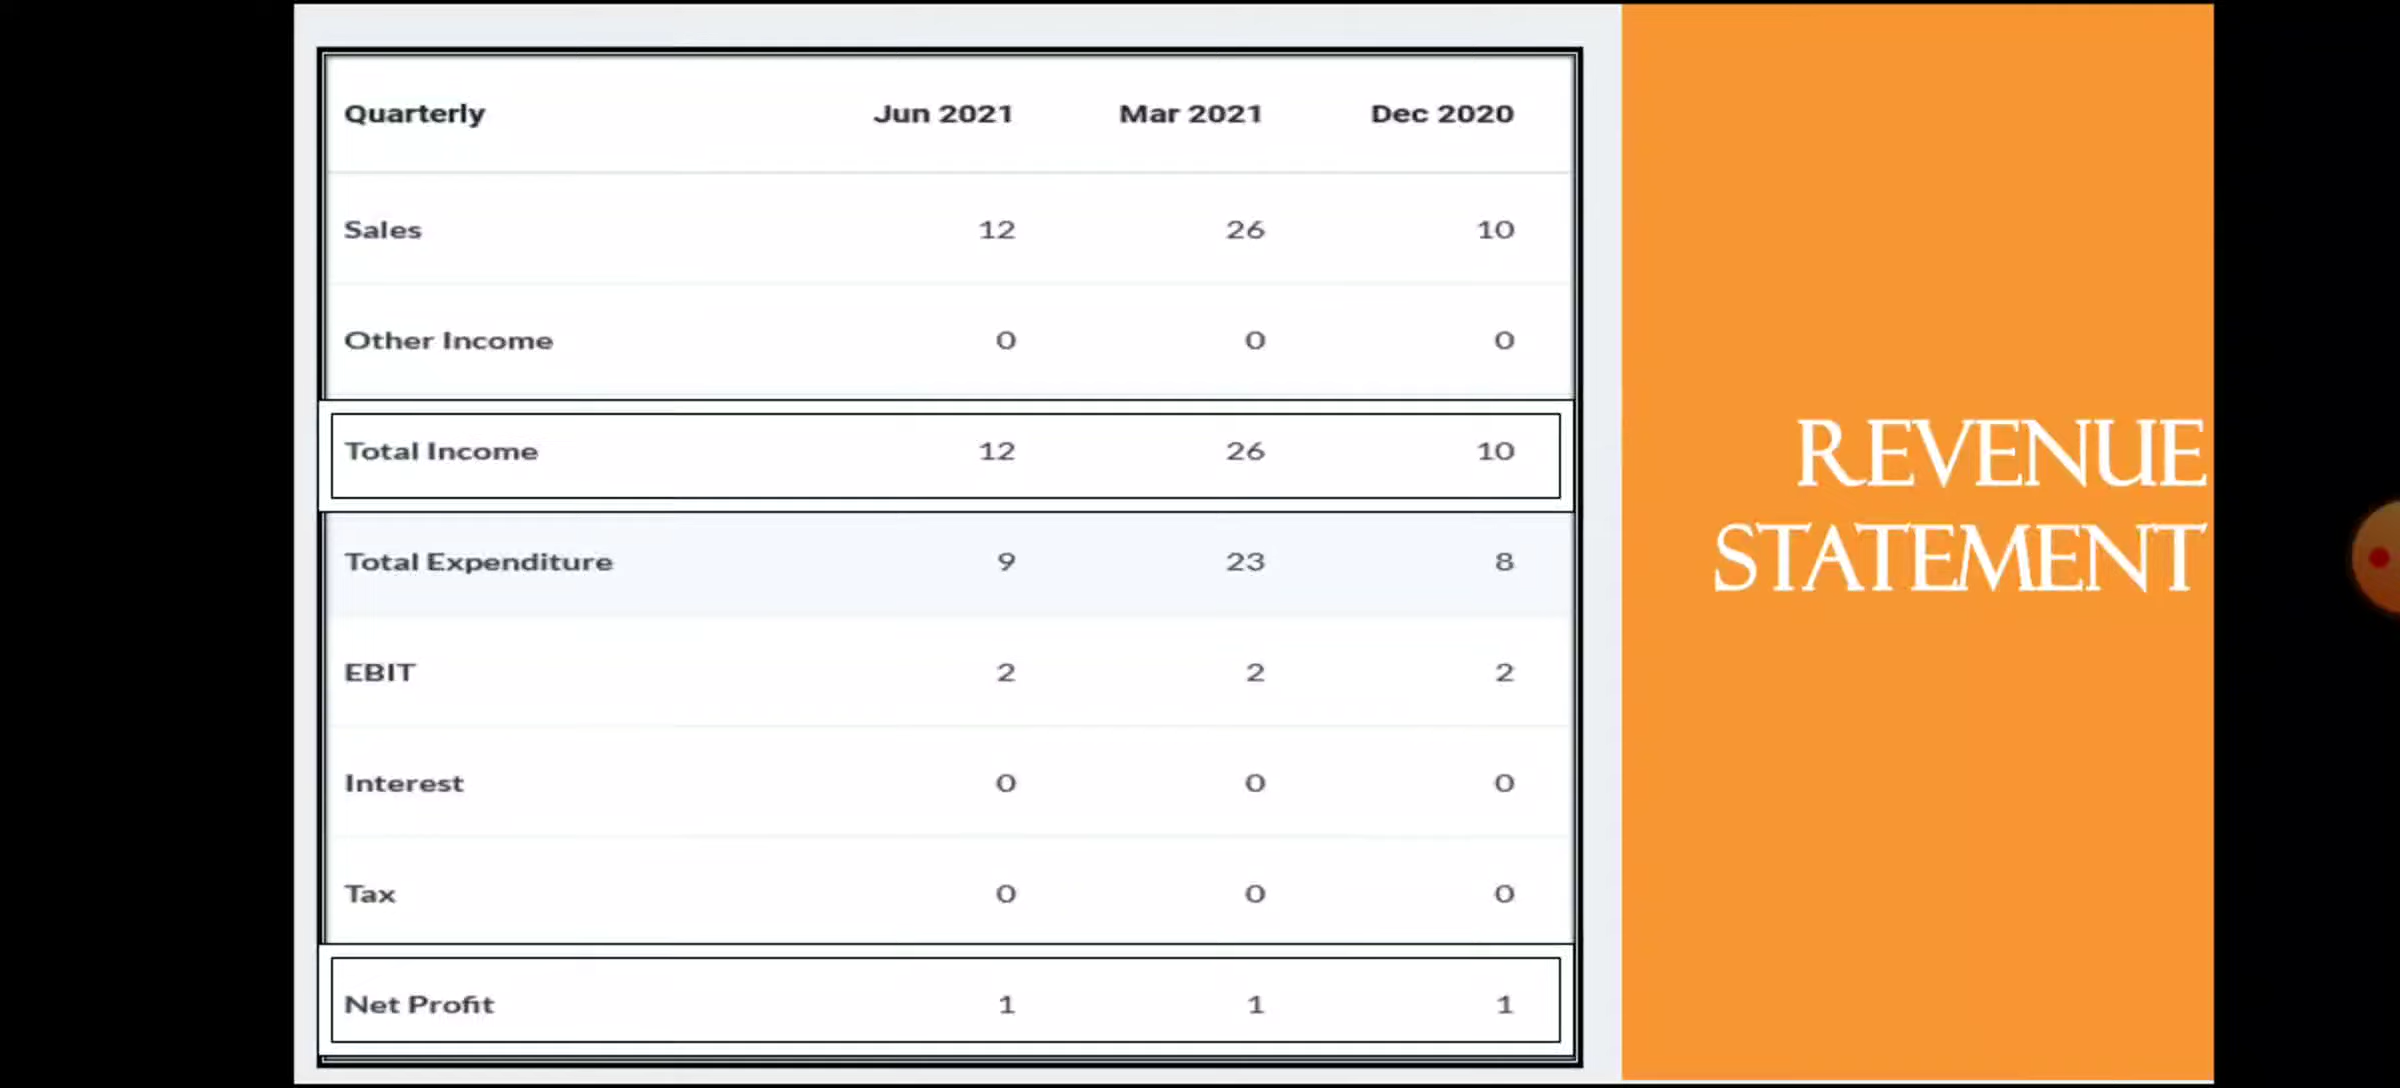 Quarterly Jun 2021 Mar 2021 Dec 2020
Sales 12 26 10
Other Income 0 0 0
Total Income 12 26 10
Total Expenditure 9 23 8
EBIT 2 2 2
Interest 0 0 0
Tax 0 0 0
Net Profit 1 1 1
REVENUE
STATEMENT